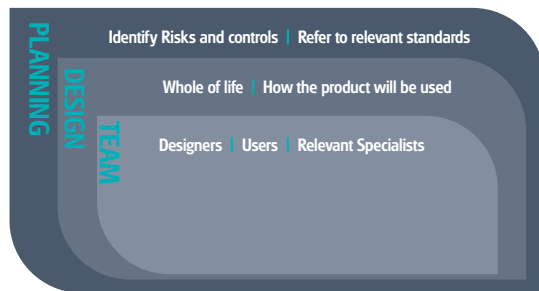 PLANNING
Identify Risks and controls | Refer to relevant standards
DESIGN
Whole of life | How the product will be used
TEAM
Designers | Users | Relevant Specialists